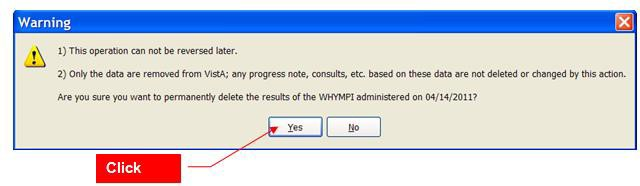 Warning
1) This operation can not be reversed later.
2) Only the data are removed from VistA; any progress note, consults, etc. based on these data are not deleted or changed by this action.
Are you sure you want to permanently delete the results of the WHYMPI administered on 04/14/2011?
Yes No
Click